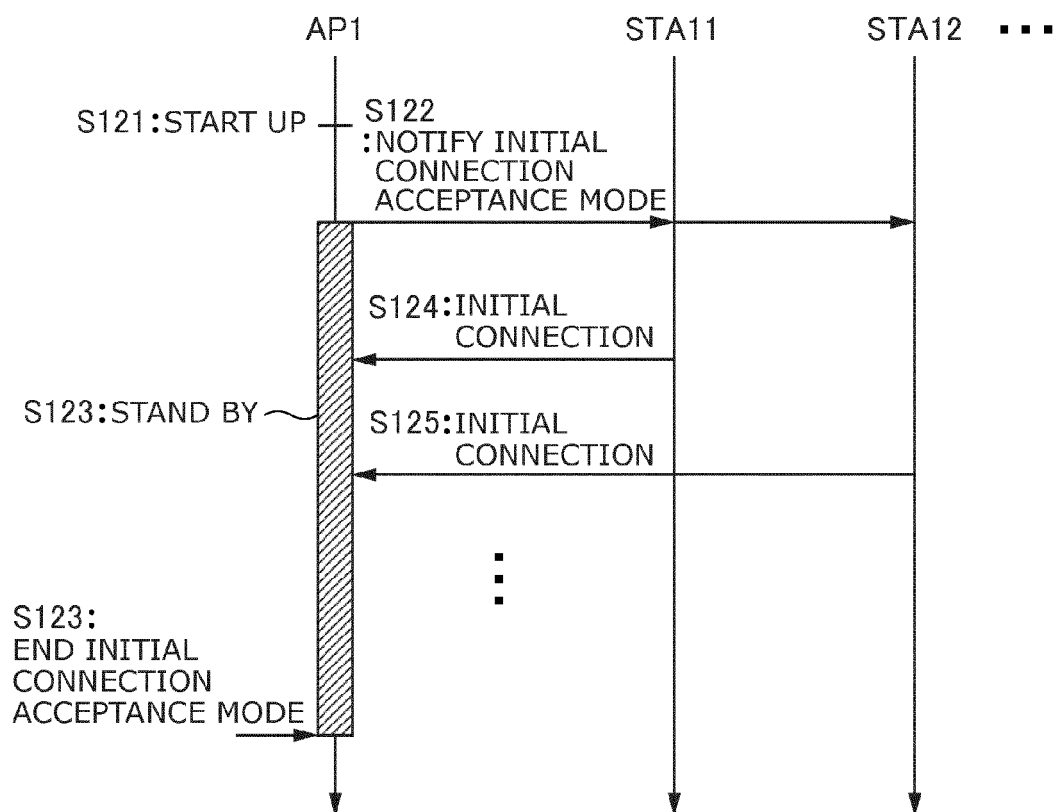 AP1 STA11 STA12 ...
S121:START UP
S122
:NOTIFY INITIAL
CONNECTION
ACCEPTANCE MODE
S124:INITIAL
CONNECTION
S123:STAND BY
S125:INITIAL
CONNECTION
S123:
END INITIAL
CONNECTION
ACCEPTANCE MODE